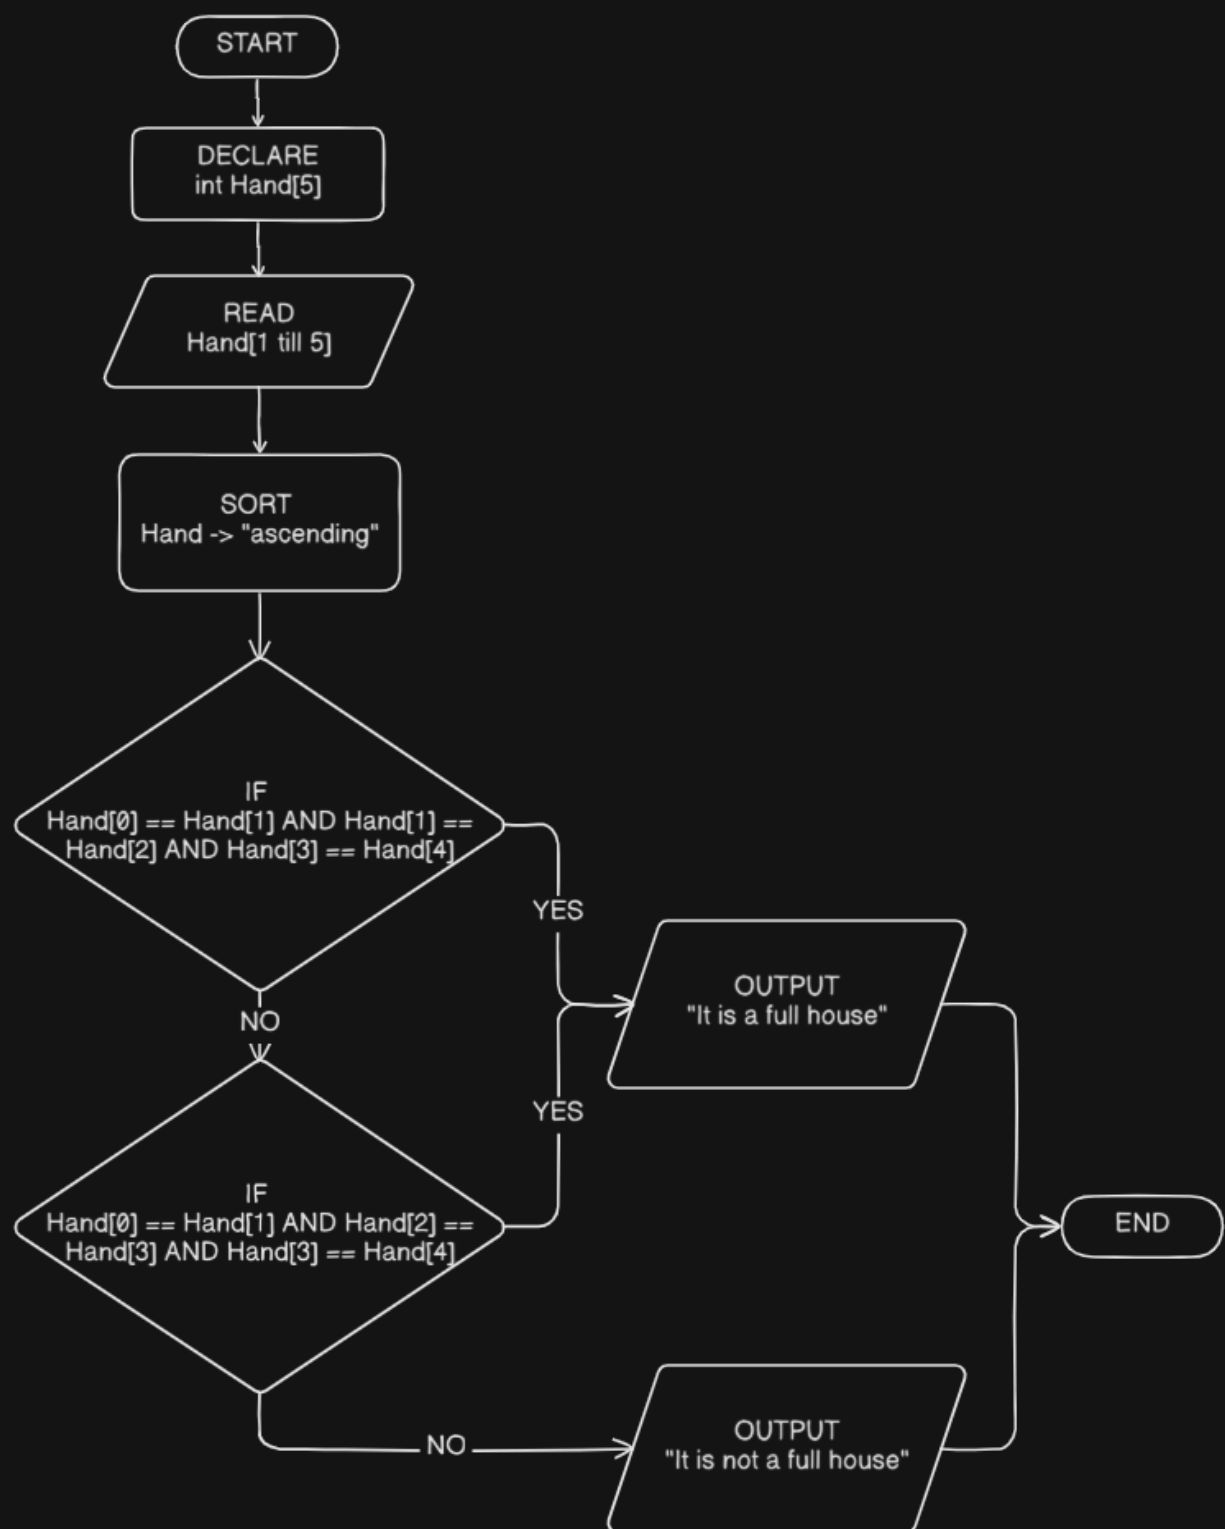 START
DECLARE
int Hand[5]
READ
Hand[1 till 5]
SORT
Hand -> "ascending"
IF
Hand[0] == Hand[1] AND Hand[1] ==
Hand[2] AND Hand[3] == Hand[4]
YES
OUTPUT
"It is a full house"
NO
YES
IF
Hand[0] == Hand[1] AND Hand[2] ==
Hand[3] AND Hand[3] == Hand[4]
END
NO
OUTPUT
"It is not a full house"